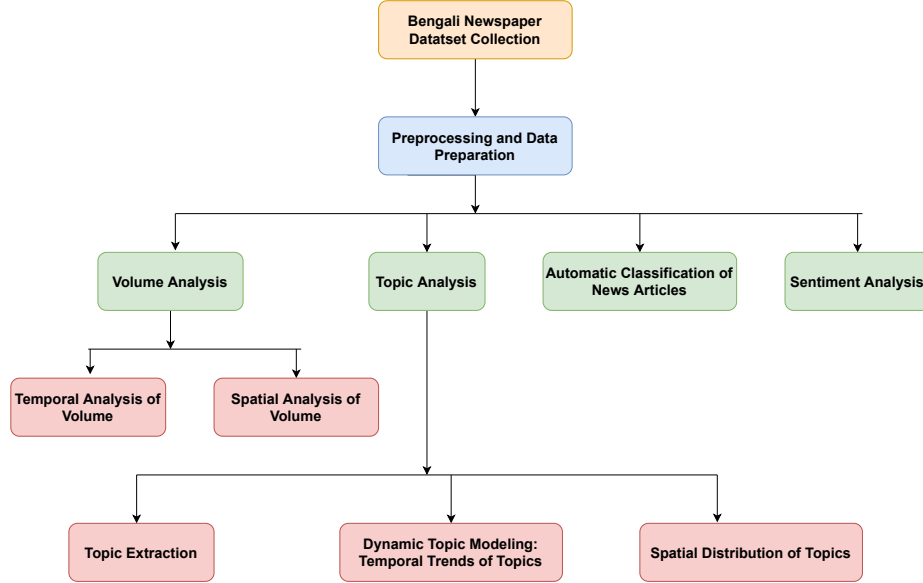 Bengali Newspaper
Datatset Collection
Preprocessing and Data
Preparation
Volume Analysis
Topic Analysis
Automatic Classification of
News Articles
Sentiment Analysis
Temporal Analysis of
Volume
Spatial Analysis of
Volume
Topic Extraction
Dynamic Topic Modeling:
Temporal Trends of Topics
Spatial Distribution of Topics